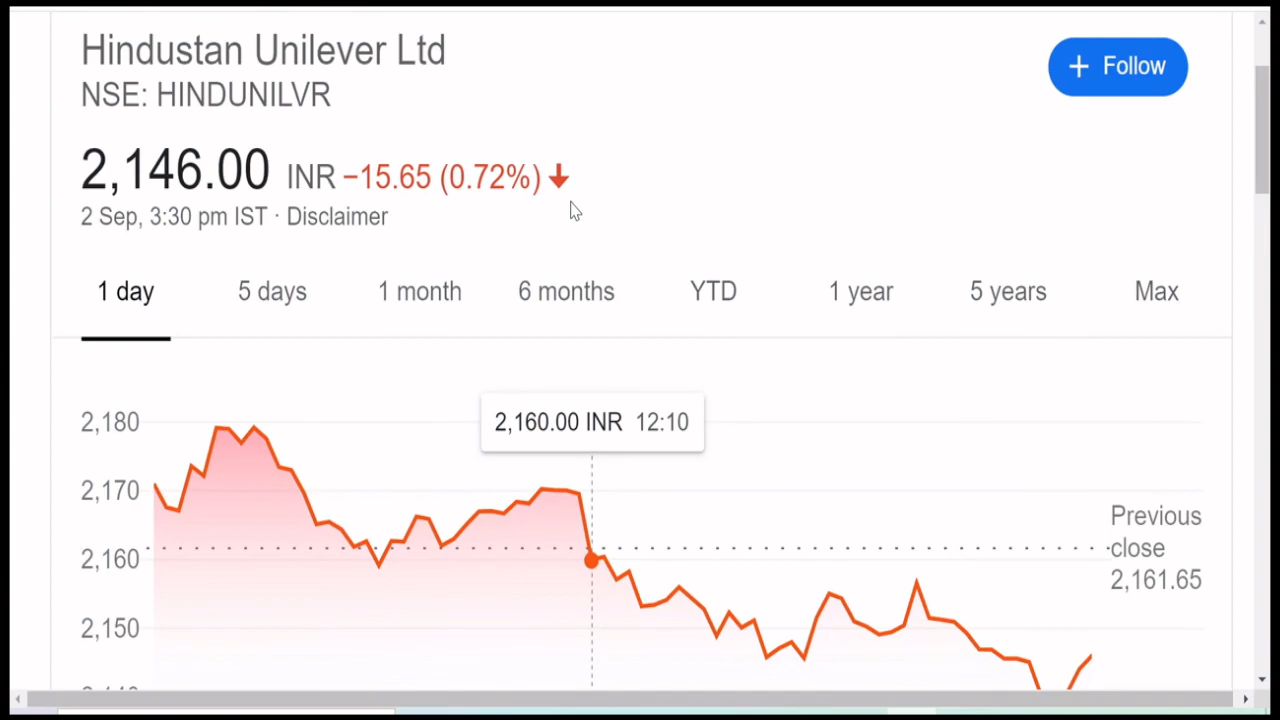 Hindustan Unilever Ltd
+ Follow
NSE: HINDUNILVR
2,146.00 INR −15.65 (0.72%)
2 Sep, 3:30 pm IST · Disclaimer
1 day 5 days 1 month 6 months YTD 1 year 5 years Max
2,160.00 INR 12:10
2,180
2,170
2,160
2,150
Previous
close
2,161.65